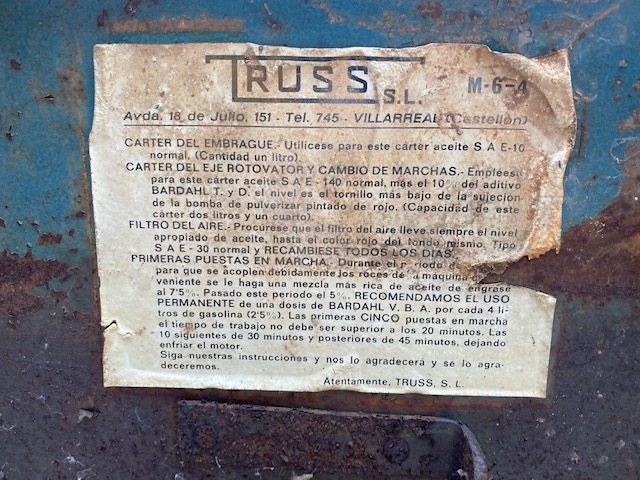 TRUSS S.L.
M-6-4
Avda. 18 de Julio, 151 - Tel. 745 - VILLARREAL (Castellón)
CARTER DEL EMBRAGUE.- Utilícese para este cárter aceite S A E-10
normal. (Cantidad un litro).
CARTER DEL EJE ROTOVATOR Y CAMBIO DE MARCHAS.- Empléese
para este cárter aceite S A E - 140 normal, más el 10% del aditivo
BARDAHL T. y D. el nivel es el tornillo más bajo de la sujeción
de la bomba de pulverizar pintado de rojo. (Capacidad de este
cárter dos litros y un cuarto).
FILTRO DEL AIRE.- Procúrese que el filtro del aire lleve siempre el nivel
apropiado de aceite, hasta el color rojo del fondo mismo. Tipo
S A E - 30 normal y RECAMBIESE TODOS LOS DIAS.
PRIMERAS PUESTAS EN MARCHA.- Durante el
para que se acoplen debidamente los roces de la máquina
veniente se le haga una mezcla más rica de aceite de engrase
al 7'5%. Pasado este periodo el 5%. RECOMENDAMOS EL USO
PERMANENTE de una dosis de BARDAHL V. B. A. por cada 4 li-
tros de gasolina (2'5%). Las primeras CINCO puestas en marcha
el tiempo de trabajo no debe ser superior a los 20 minutos. Las
10 siguientes de 30 minutos y posteriores de 45 minutos, dejando
enfriar el motor.
Siga nuestras instrucciones y nos lo agradecerá y se lo agra-
deceremos.
Atentamente, TRUSS, S. L.